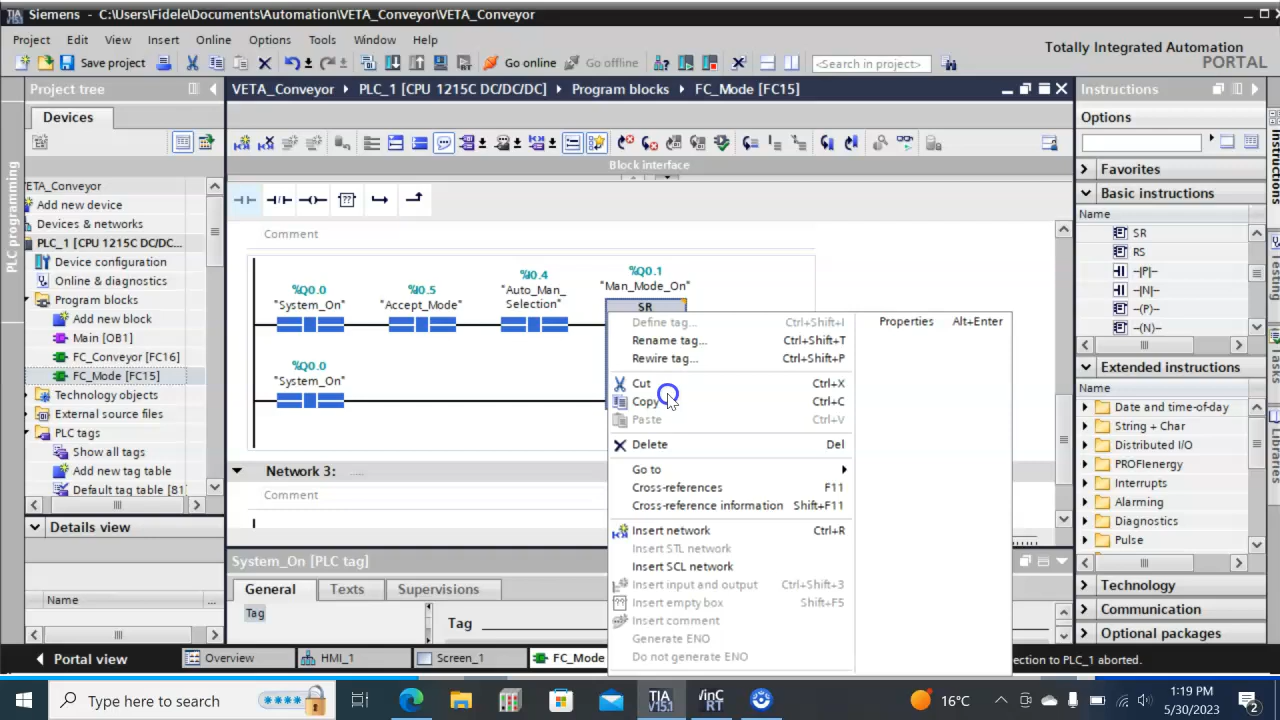 Siemens - C:\Users\Fidele\Documents\Automation\VETA_Conveyor\VETA_Conveyor
Project Edit View Insert Online Options Tools Window Help
Totally Integrated Automation
PORTAL
Save project
Go online
Go offline
<Search in project>
Project tree
VETA_Conveyor PLC_1 [CPU 1215C DC/DC/DC] Program blocks FC_Mode [FC15]
Instructions
Devices
Options
Block interface
PLC programming
ETA_Conveyor
Add new device
Devices & networks
PLC_1 [CPU 1215C DC/DC...
Device configuration
Online & diagnostics
Program blocks
Add new block
Main [OB1]
FC_Conveyor [FC16]
FC_Mode [FC15]
Technology objects
External source files
PLC tags
Show all tags
Add new tag table
Default tag table [81]
Details view
Name
...
??
Comment
%Q0.0
"System_On"
%I0.5
"Accept_Mode"
%I0.4
"Auto_Man_
Selection"
%Q0.1
"Man_Mode_On"
SR
%Q0.0
"System_On"
Network 3: .....
Comment
Define tag... Ctrl+Shift+I
Rename tag... Ctrl+Shift+T
Rewire tag... Ctrl+Shift+P
Cut Ctrl+X
Copy Ctrl+C
Paste Ctrl+V
Delete Del
Go to
Cross-references F11
Cross-reference information Shift+F11
Insert network Ctrl+R
Insert STL network
Insert SCL network
Insert input and output Ctrl+Shift+3
Insert empty box Shift+F5
Insert comment
Generate ENO
Do not generate ENO
Properties Alt+Enter
System_On [PLC tag]
General Texts Supervisions
Tag
Tag
Favorites
Basic instructions
Name
SR
RS
-|P|-
-|N|-
-(P)-
-(N)-
Extended instructions
Name
Date and time-of-day
String + Char
Distributed I/O
PROFIenergy
Interrupts
Alarming
Diagnostics
Pulse
Technology
Communication
Optional packages
Instructions
Testing
Tasks
Libraries
Portal view
Overview
HMI_1
Screen_1
FC_Mode
ection to PLC_1 aborted.
Type here to search
TIA
V15.1
WinC
RT
16°C
1:19 PM
5/30/2023
2